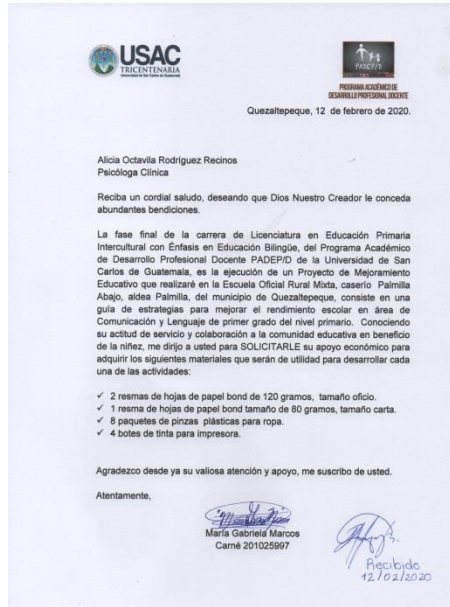 USAC
TRICENTENARIA
Universidad de San Carlos de Guatemala
PADEP/D
PROGRAMA ACADÉMICO DE
DESARROLLO PROFESIONAL DOCENTE
Quezaltepeque, 12 de febrero de 2020.
Alicia Octavila Rodríguez Recinos
Psicóloga Clínica
Reciba un cordial saludo, deseando que Dios Nuestro Creador le conceda
abundantes bendiciones.
La fase final de la carrera de Licenciatura en Educación Primaria
Intercultural con Énfasis en Educación Bilingüe, del Programa Académico
de Desarrollo Profesional Docente PADEP/D de la Universidad de San
Carlos de Guatemala, es la ejecución de un Proyecto de Mejoramiento
Educativo que realizaré en la Escuela Oficial Rural Mixta, caserío Palmilla
Abajo, aldea Palmilla, del municipio de Quezaltepeque, consiste en una
guía de estrategias para mejorar el rendimiento escolar en área de
Comunicación y Lenguaje de primer grado del nivel primario. Conociendo
su actitud de servicio y colaboración a la comunidad educativa en beneficio
de la niñez, me dirijo a usted para SOLICITARLE su apoyo económico para
adquirir los siguientes materiales que serán de utilidad para desarrollar cada
una de las actividades:
✓ 2 resmas de hojas de papel bond de 120 gramos, tamaño oficio.
✓ 1 resma de hojas de papel bond tamaño de 80 gramos, tamaño carta.
✓ 8 paquetes de pinzas plásticas para ropa.
✓ 4 botes de tinta para impresora.
Agradezco desde ya su valiosa atención y apoyo, me suscribo de usted.
Atentamente,
María Gabriela Marcos
Carné 201025997
Recibido
12/02/2020